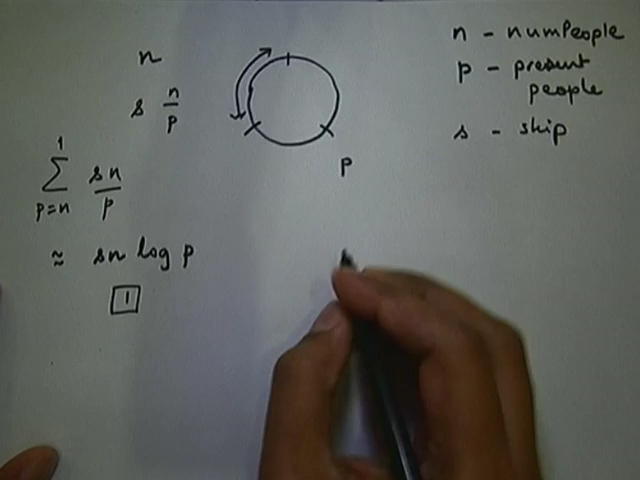 n
s n/p
1
∑ sn/p
p=n
≈ sn log p
1
p
n - numPeople
p - present
people
s - skip